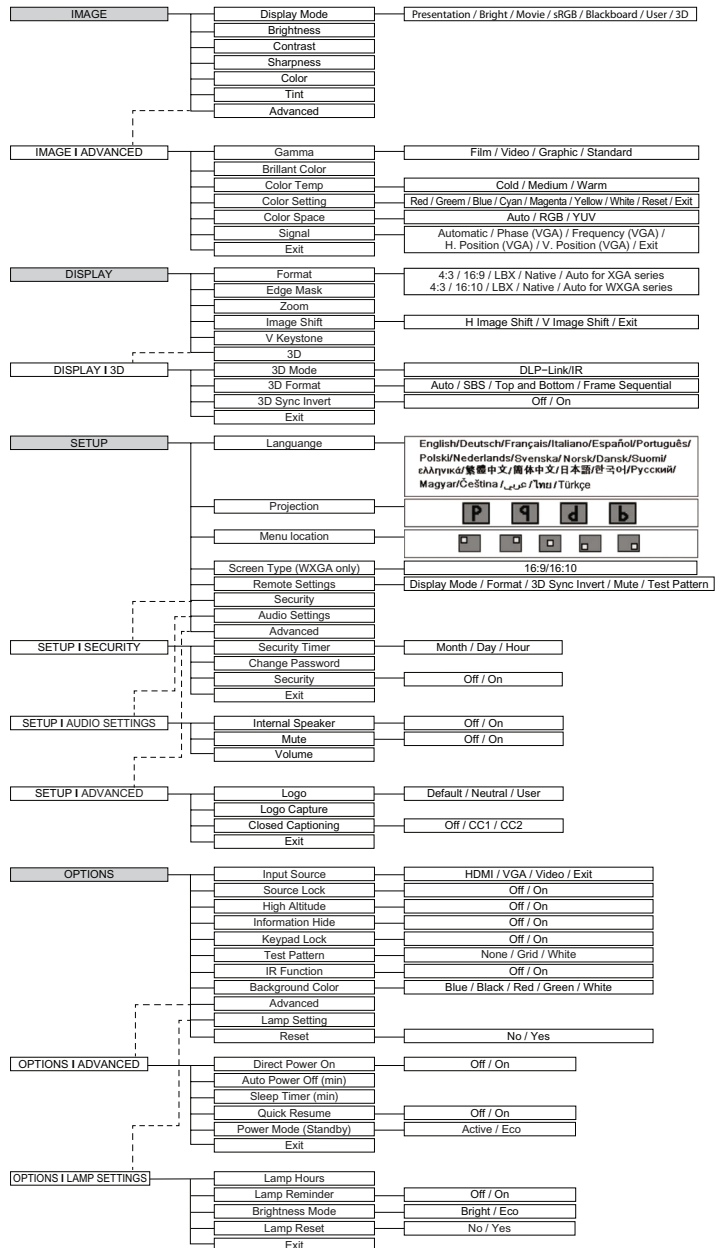 IMAGE
Display Mode
Presentation / Bright / Movie / sRGB / Blackboard / User / 3D
Brightness
Contrast
Sharpness
Color
Tint
Advanced
IMAGE I ADVANCED
Gamma
Film / Video / Graphic / Standard
Brillant Color
Color Temp
Cold / Medium / Warm
Color Setting
Red / Greem / Blue / Cyan / Magenta / Yellow / White / Reset / Exit
Color Space
Auto / RGB / YUV
Signal
Automatic / Phase (VGA) / Frequency (VGA) /
H. Position (VGA) / V. Position (VGA) / Exit
Exit
DISPLAY
Format
4:3 / 16:9 / LBX / Native / Auto for XGA series
4:3 / 16:10 / LBX / Native / Auto for WXGA series
Edge Mask
Zoom
Image Shift
H Image Shift / V Image Shift / Exit
V Keystone
3D
DISPLAY I 3D
3D Mode
DLP-Link/IR
3D Format
Auto / SBS / Top and Bottom / Frame Sequential
3D Sync Invert
Off / On
Exit
SETUP
Languange
English/Deutsch/Français/Italiano/Español/Português/
Polski/Nederlands/Svenska/ Norsk/Dansk/Suomi/
ελληνικά/繁體中文/简体中文/日本語/한국어/Русский/
Magyar/Čeština /عربي /ไทย / Türkçe
Projection
Menu location
Screen Type (WXGA only)
16:9/16:10
Remote Settings
Display Mode / Format / 3D Sync Invert / Mute / Test Pattern
Security
Audio Settings
Advanced
SETUP I SECURITY
Security Timer
Month / Day / Hour
Change Password
Security
Off / On
Exit
SETUP I AUDIO SETTINGS
Internal Speaker
Off / On
Mute
Off / On
Volume
SETUP I ADVANCED
Logo
Default / Neutral / User
Logo Capture
Closed Captioning
Off / CC1 / CC2
Exit
OPTIONS
Input Source
HDMI / VGA / Video / Exit
Source Lock
Off / On
High Altitude
Off / On
Information Hide
Off / On
Keypad Lock
Off / On
Test Pattern
None / Grid / White
IR Function
Off / On
Background Color
Blue / Black / Red / Green / White
Advanced
Lamp Setting
Reset
No / Yes
OPTIONS I ADVANCED
Direct Power On
Off / On
Auto Power Off (min)
Sleep Timer (min)
Quick Resume
Off / On
Power Mode (Standby)
Active / Eco
Exit
OPTIONS I LAMP SETTINGS
Lamp Hours
Lamp Reminder
Off / On
Brightness Mode
Bright / Eco
Lamp Reset
No / Yes
Exit